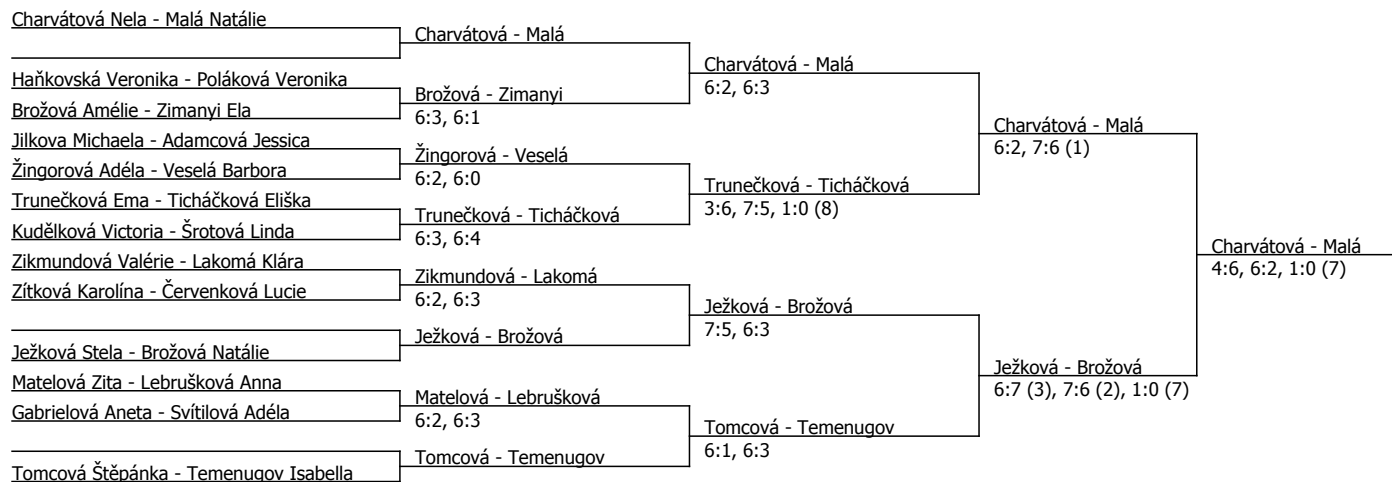 Charvátová Nela - Malá Natálie
Haňkovská Veronika - Poláková Veronika
Brožová Amélie - Zimanyi Ela
Jilkova Michaela - Adamcová Jessica
Žingorová Adéla - Veselá Barbora
Trunečková Ema - Ticháčková Eliška
Kudělková Victoria - Šrotová Linda
Zikmundová Valérie - Lakomá Klára
Zítková Karolína - Červenková Lucie
Ježková Stela - Brožová Natálie
Matelová Zita - Lebrušková Anna
Gabrielová Aneta - Svítilová Adéla
Tomcová Štěpánka - Temenugov Isabella
Charvátová - Malá
Brožová - Zimanyi
6:3, 6:1
Žingorová - Veselá
6:2, 6:0
Trunečková - Ticháčková
6:3, 6:4
Zikmundová - Lakomá
6:2, 6:3
Ježková - Brožová
Matelová - Lebrušková
6:2, 6:3
Tomcová - Temenugov
Charvátová - Malá
6:2, 6:3
Trunečková - Ticháčková
3:6, 7:5, 1:0 (8)
Ježková - Brožová
7:5, 6:3
Tomcová - Temenugov
6:1, 6:3
Charvátová - Malá
6:2, 7:6 (1)
Ježková - Brožová
6:7 (3), 7:6 (2), 1:0 (7)
Charvátová - Malá
4:6, 6:2, 1:0 (7)